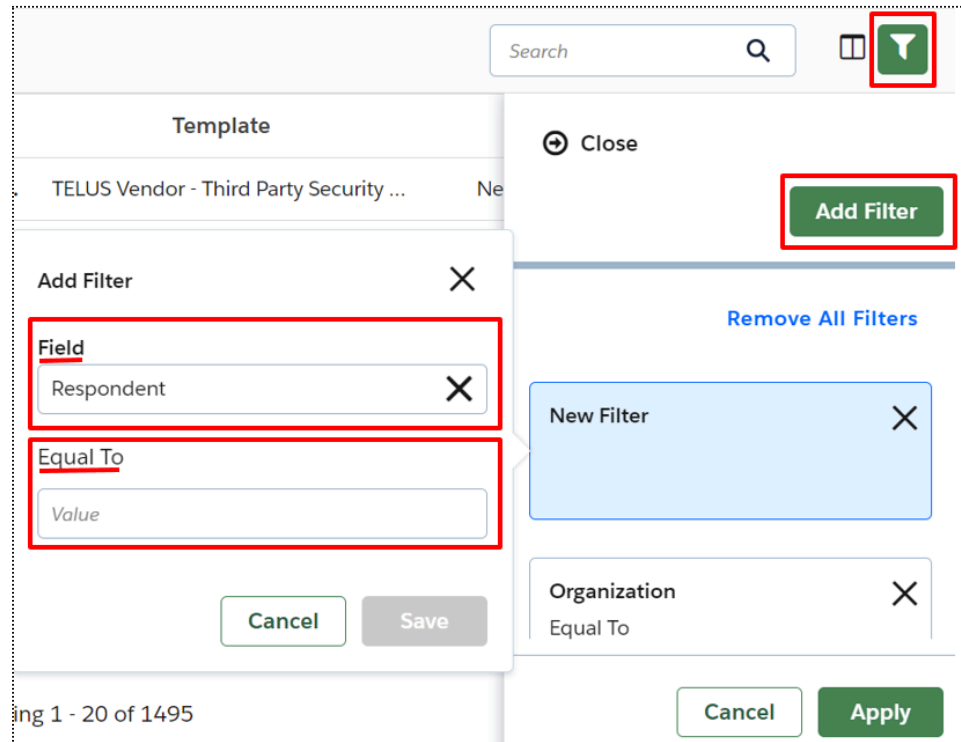 Search
Template
Close
. TELUS Vendor - Third Party Security ... Ne
Add Filter
Add Filter
Remove All Filters
Field
Respondent
New Filter
Equal To
Value
Organization
Equal To
Cancel Save
ing 1 - 20 of 1495
Cancel Apply